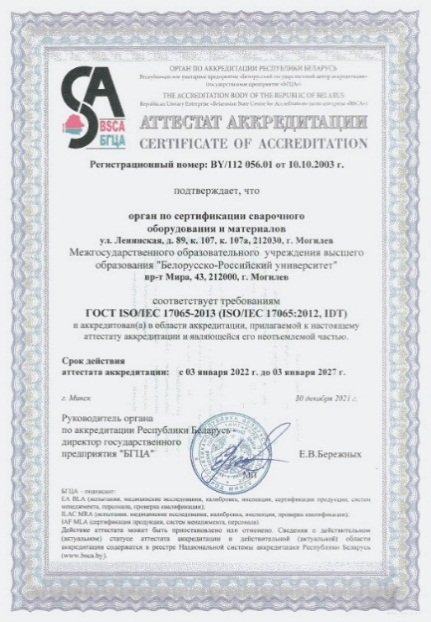 ОРГАН ПО АККРЕДИТАЦИИ РЕСПУБЛИКИ БЕЛАРУСЬ
Республиканское унитарное предприятие «Белорусский государственный центр аккредитации»
(государственное предприятие «БГЦА»)
THE ACCREDITATION BODY OF THE REPUBLIC OF BELARUS
Republican Unitary Enterprise «Belarusian State Centre for Accreditation» (state enterprise «BSCA»)
BSCA
БГЦА
АТТЕСТАТ АККРЕДИТАЦИИ
CERTIFICATE OF ACCREDITATION
Регистрационный номер: BY/112 056.01 от 10.10.2003 г.
подтверждает, что
орган по сертификации сварочного
оборудования и материалов
ул. Ленинская, д. 89, к. 107, к. 107а, 212030, г. Могилев
Межгосударственного образовательного учреждения высшего
образования "Белорусско-Российский университет"
пр-т Мира, 43, 212000, г. Могилев
соответствует требованиям
ГОСТ ISO/IEC 17065-2013 (ISO/IEC 17065:2012, IDT)
и аккредитован(а) в области аккредитации, прилагаемой к настоящему
аттестату аккредитации и являющейся его неотъемлемой частью.
Срок действия
аттестата аккредитации: с 03 января 2022 г. до 03 января 2027 г.
г. Минск 30 декабря 2021 г.
Руководитель органа
по аккредитации Республики Беларусь -
директор государственного
предприятия "БГЦА" Е.В.Бережных
МП
БГЦА – подписант:
EA BLA (испытания, медицинские исследования, калибровка, инспекция, сертификация продукции, систем
менеджмента, персонала, проверка квалификации);
ILAC MRA (испытания, медицинские исследования, калибровка, инспекция, проверка квалификации);
IAF MLA (сертификация продукции, систем менеджмента, персонала)
Действие аттестата может быть приостановлено или отменено. Сведения о действительном
(актуальном) статусе аттестата аккредитации и действительной (актуальной) области
аккредитации содержатся в реестре Национальной системы аккредитации Республики Беларусь
(www.bsca.by).